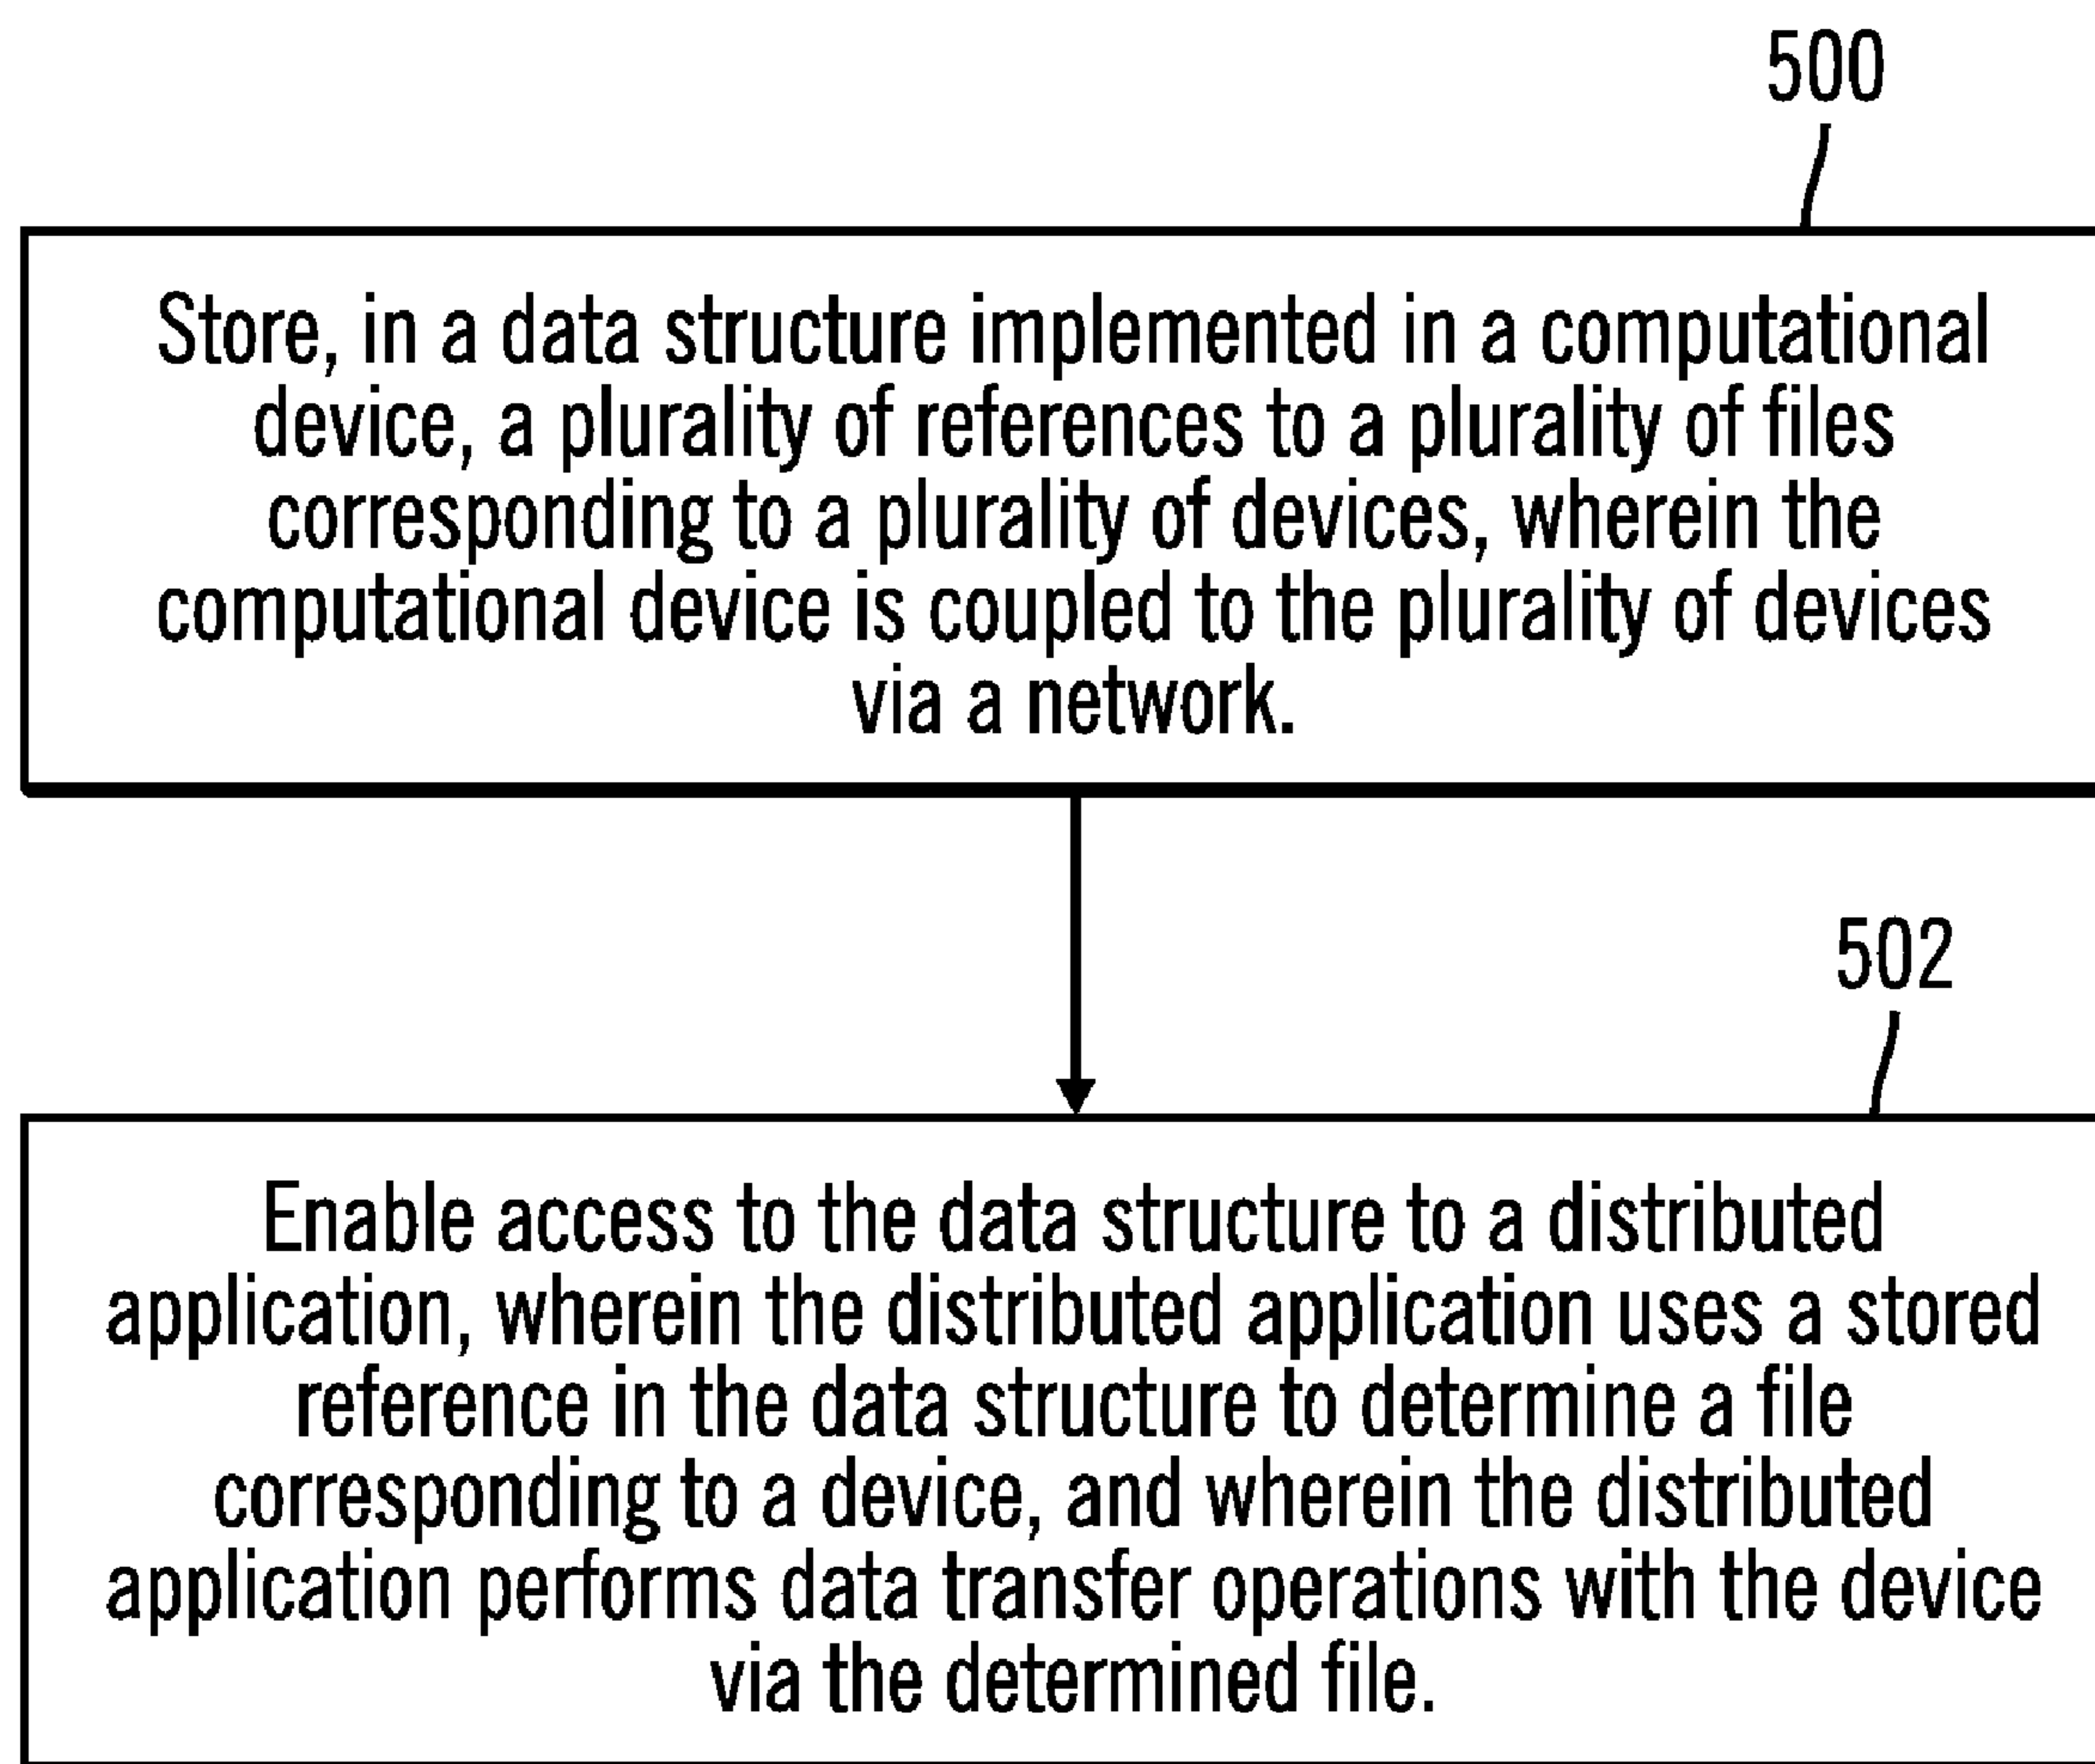 500
Store, in a data structure implemented in a computational
device, a plurality of references to a plurality of files
corresponding to a plurality of devices, wherein the
computational device is coupled to the plurality of devices
via a network.
502
Enable access to the data structure to a distributed
application, wherein the distributed application uses a stored
reference in the data structure to determine a file
corresponding to a device, and wherein the distributed
application performs data transfer operations with the device
via the determined file.